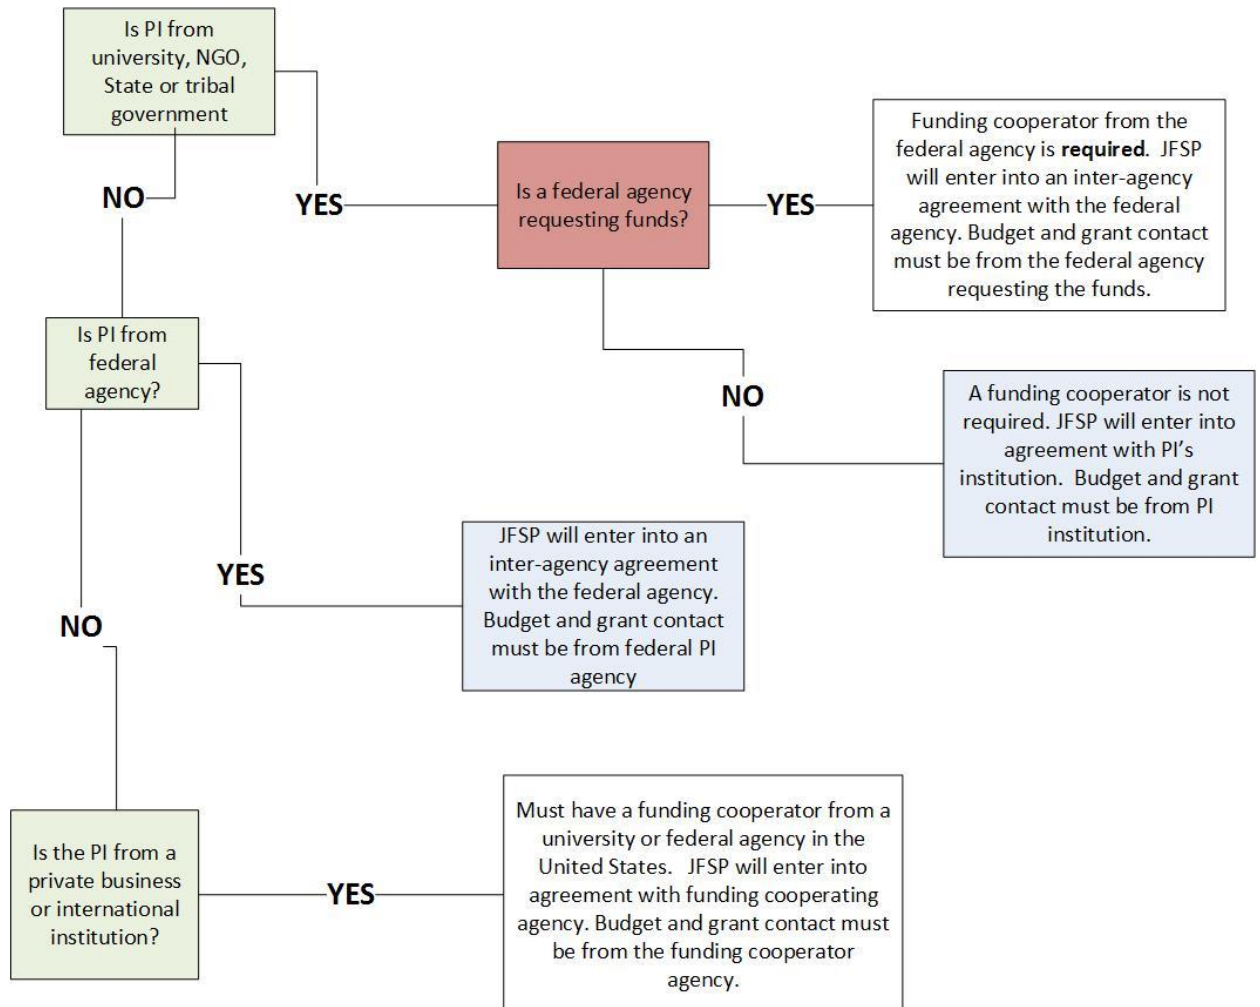 Is PI from
university, NGO,
State or tribal
government
NO
YES
Is a federal agency
requesting funds?
YES
Funding cooperator from the
federal agency is required. JFSP
will enter into an inter-agency
agreement with the federal
agency. Budget and grant contact
must be from the federal agency
requesting the funds.
NO
A funding cooperator is not
required. JFSP will enter into
agreement with PI's
institution. Budget and grant
contact must be from PI
institution.
Is PI from
federal
agency?
YES
JFSP will enter into an
inter-agency agreement
with the federal agency.
Budget and grant contact
must be from federal PI
agency
NO
Is the PI from a
private business
or international
institution?
YES
Must have a funding cooperator from a
university or federal agency in the
United States. JFSP will enter into
agreement with funding cooperating
agency. Budget and grant contact must
be from the funding cooperator
agency.